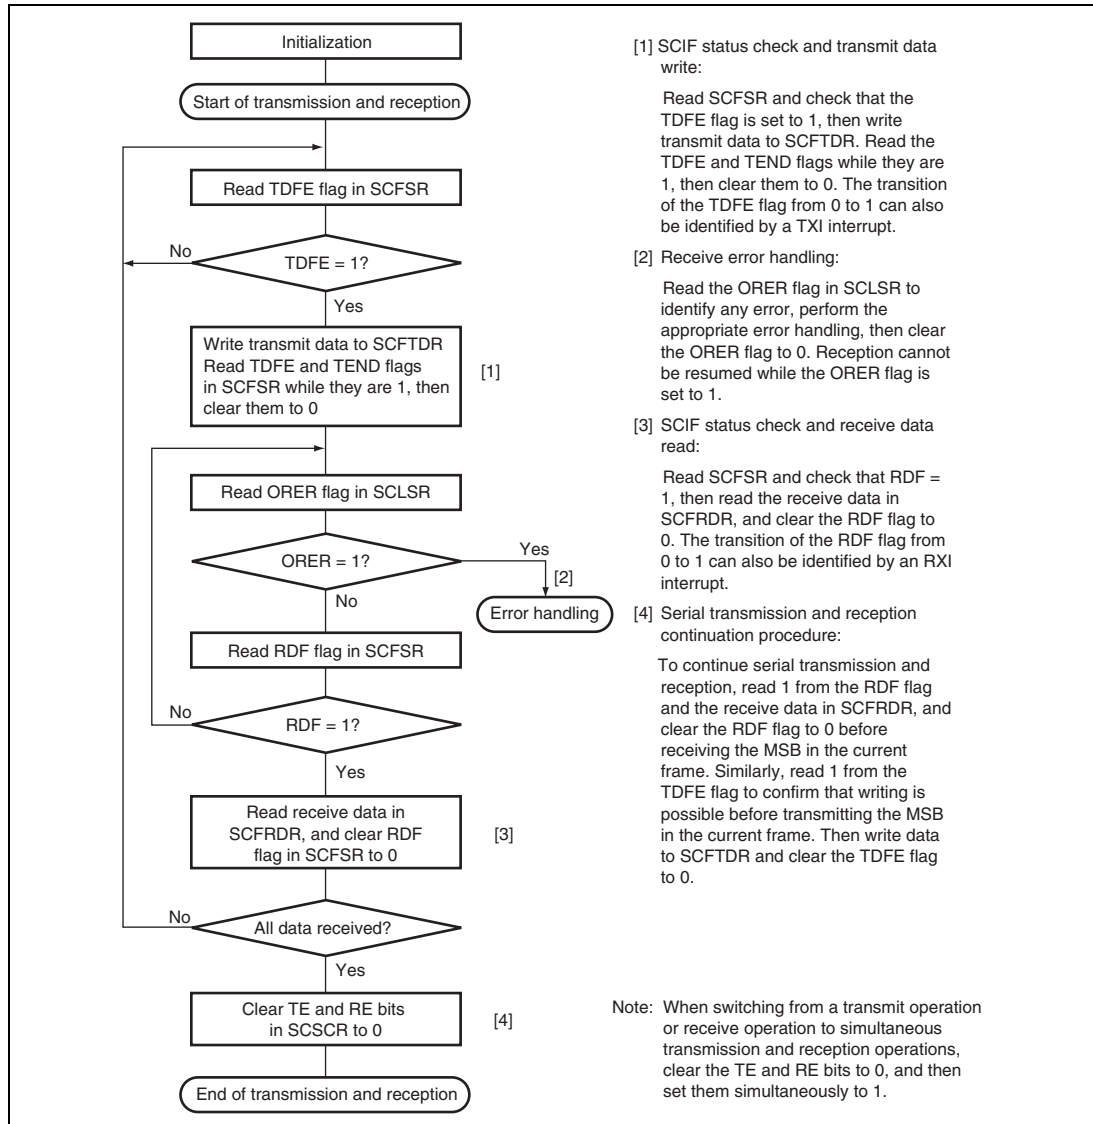 Initialization
Start of transmission and reception
Read TDFE flag in SCFSR
No
TDFE = 1?
Yes
Write transmit data to SCFTDR
Read TDFE and TEND flags
in SCFSR while they are 1, then
clear them to 0
[1]
Read ORER flag in SCLSR
ORER = 1?
Yes
[2]
Error handling
No
Read RDF flag in SCFSR
No
RDF = 1?
Yes
Read receive data in
SCFRDR, and clear RDF
flag in SCFSR to 0
[3]
No
All data received?
Yes
Clear TE and RE bits
in SCSCR to 0
[4]
End of transmission and reception
[1] SCIF status check and transmit data
write:
Read SCFSR and check that the
TDFE flag is set to 1, then write
transmit data to SCFTDR. Read the
TDFE and TEND flags while they are
1, then clear them to 0. The transition
of the TDFE flag from 0 to 1 can also
be identified by a TXI interrupt.
[2] Receive error handling:
Read the ORER flag in SCLSR to
identify any error, perform the
appropriate error handling, then clear
the ORER flag to 0. Reception cannot
be resumed while the ORER flag is
set to 1.
[3] SCIF status check and receive data
read:
Read SCFSR and check that RDF =
1, then read the receive data in
SCFRDR, and clear the RDF flag to
0. The transition of the RDF flag from
0 to 1 can also be identified by an RXI
interrupt.
[4] Serial transmission and reception
continuation procedure:
To continue serial transmission and
reception, read 1 from the RDF flag
and the receive data in SCFRDR, and
clear the RDF flag to 0 before
receiving the MSB in the current
frame. Similarly, read 1 from the
TDFE flag to confirm that writing is
possible before transmitting the MSB
in the current frame. Then write data
to SCFTDR and clear the TDFE flag
to 0.
Note: When switching from a transmit operation
or receive operation to simultaneous
transmission and reception operations,
clear the TE and RE bits to 0, and then
set them simultaneously to 1.